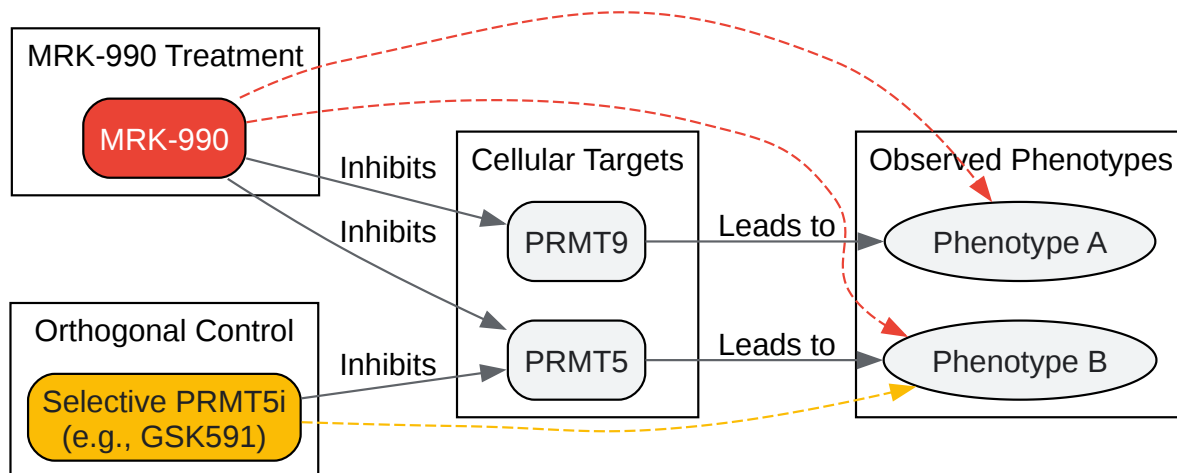 MRK-990 Treatment
MRK-990
Inhibits
Inhibits
Cellular Targets
PRMT9
PRMT5
Leads to
Leads to
Observed Phenotypes
Phenotype A
Phenotype B
Orthogonal Control
Selective PRMT5i
(e.g., GSK591)
Inhibits